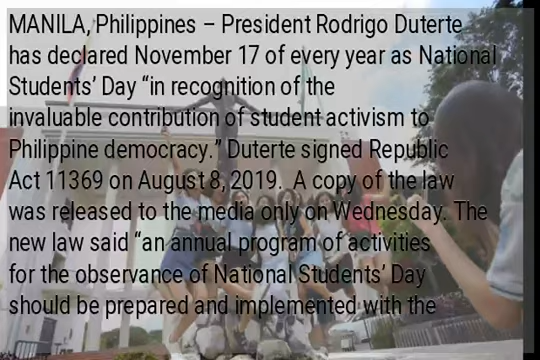 MANILA, Philippines – President Rodrigo Duterte
has declared November 17 of every year as National
Students' Day “in recognition of the
invaluable contribution of student activism to
Philippine democracy.” Duterte signed Republic
Act 11369 on August 8, 2019.  A copy of the law
was released to the media only on Wednesday. The
new law said “an annual program of activities
for the observance of National Students' Day
should be prepared and implemented with the